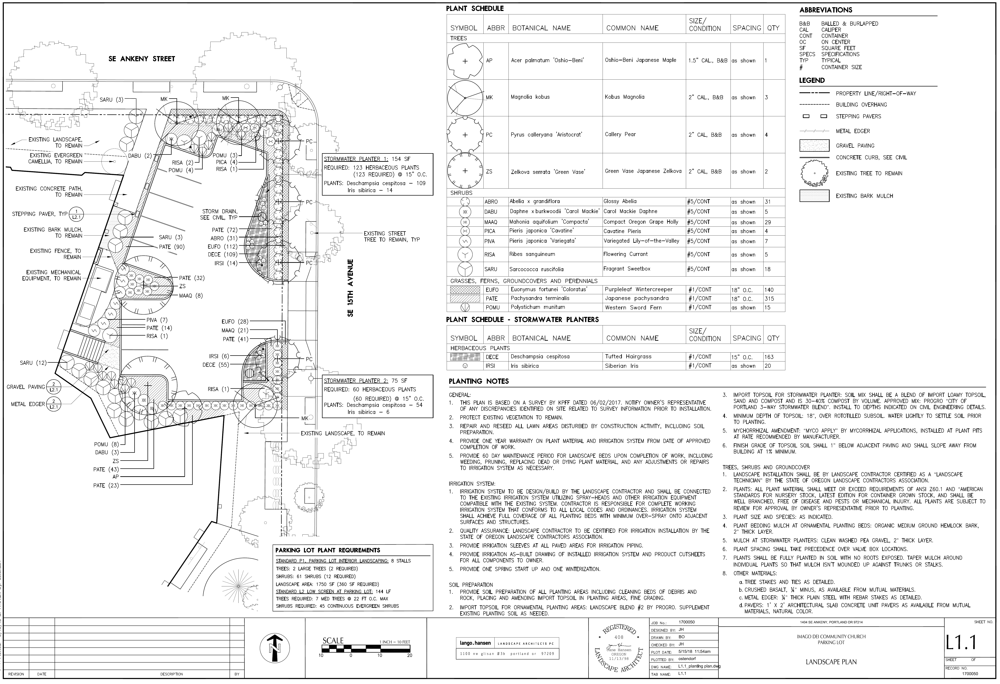 SE ANKENY STREET
SARU (3)
MK
MK
EXISTING LANDSCAPE,
TO REMAIN
EXISTING EVERGREEN
CAMELLIA, TO REMAIN
DABU (2)
RISA (2)
POMU (4)
POMU (3)
PICA (4)
RISA (1)
PC
EXISTING CONCRETE PATH,
TO REMAIN
STEPPING PAVER, TYP
1
L2.1
EXISTING BARK MULCH,
TO REMAIN
EXISTING FENCE, TO
REMAIN
EXISTING MECHANICAL
EQUIPMENT, TO REMAIN
SARU (3)
PATE (90)
STORM DRAIN,
SEE CIVIL, TYP
PATE (72)
ABRO (31)
EUFO (112)
DECE (109)
IRSI (14)
PC
PC
EXISTING STREET
TREE TO REMAIN, TYP
SE 15TH AVENUE
PATE (32)
ZS
MAAQ (8)
PIVA (7)
PATE (14)
RISA (1)
EUFO (28)
MAAQ (21)
PATE (41)
IRSI (6)
DECE (55)
PC
RISA (1)
MK
SARU (12)
GRAVEL PAVING
2
L2.1
METAL EDGER
2
L2.1
EXISTING LANDSCAPE, TO REMAIN
POMU (8)
DABU (3)
ZS
PATE (43)
AP
PATE (23)
STORMWATER PLANTER 1: 154 SF
REQUIRED: 123 HERBACEOUS PLANTS
(123 REQUIRED) @ 15" O.C.
PLANTS: Deschampsia cespitosa – 109
Iris sibirica – 14
STORMWATER PLANTER 2: 75 SF
REQUIRED: 60 HERBACEOUS PLANTS
(60 REQUIRED) @ 15" O.C.
PLANTS: Deschampsia cespitosa – 54
Iris sibirica – 6
PARKING LOT PLANT REQUIREMENTS
STANDARD P1, PARKING LOT INTERIOR LANDSCAPING: 8 STALLS
TREES: 2 LARGE TREES (2 REQUIRED)
SHRUBS: 61 SHRUBS (12 REQUIRED)
LANDSCAPE AREA: 1750 SF (360 SF REQUIRED)
STANDARD L2 LOW SCREEN AT PARKING LOT: 144 LF
TREES REQUIRED: 7 MED TREES @ 22 FT O.C. MAX
SHRUBS REQUIRED: 45 CONTINUOUS EVERGREEN SHRUBS
PLANT SCHEDULE
SYMBOL ABBR BOTANICAL NAME COMMON NAME SIZE/ CONDITION SPACING QTY
TREES
AP Acer palmatum 'Oshio–Beni' Oshio–Beni Japanese Maple 1.5" CAL., B&B as shown 1
MK Magnolia kobus Kobus Magnolia 2" CAL., B&B as shown 3
PC Pyrus calleryana 'Aristocrat' Callery Pear 2" CAL, B&B as shown 4
ZS Zelkova serrata 'Green Vase' Green Vase Japanese Zelkova 2" CAL, B&B as shown 2
SHRUBS
ABRO Abelia x grandiflora Glossy Abelia #5/CONT as shown 31
DABU Daphne x burkwoodii 'Carol Mackie' Carol Mackie Daphne #5/CONT as shown 5
MAAQ Mahonia aquifolium 'Compacta' Compact Oregon Grape Holly #5/CONT as shown 29
PICA Pieris japonica 'Cavatine' Cavatine Pieris #5/CONT as shown 4
PIVA Pieris japonica 'Variegata' Variegated Lily–of–the–Valley #5/CONT as shown 7
RISA Ribes sanguineum Flowering Currant #5/CONT as shown 5
SARU Sarcococca ruscifolia Fragrant Sweetbox #5/CONT as shown 18
GRASSES, FERNS, GROUNDCOVERS AND PERENNIALS
EUFO Euonymus fortunei 'Coloratus' Purpleleaf Wintercreeper #1/CONT 18" O.C. 140
PATE Pachysandra terminalis Japanese pachysandra #1/CONT 18" O.C. 315
POMU Polystichum munitum Western Sword Fern #1/CONT as shown 15
PLANT SCHEDULE - STORMWATER PLANTERS
SYMBOL ABBR BOTANICAL NAME COMMON NAME SIZE/ CONDITION SPACING QTY
HERBACEOUS PLANTS
DECE Deschampsia cespitosa Tufted Hairgrass #1/CONT 15" O.C. 163
IRSI Iris sibirica Siberian Iris #1/CONT as shown 20
ABBREVIATIONS
B&B BALLED & BURLAPPED
CAL CALIPER
CONT CONTAINER
OC ON CENTER
SF SQUARE FEET
SPECS SPECIFICATIONS
TYP TYPICAL
# CONTAINER SIZE
LEGEND
PROPERTY LINE/RIGHT–OF–WAY
BUILDING OVERHANG
STEPPING PAVERS
METAL EDGER
GRAVEL PAVING
CONCRETE CURB, SEE CIVIL
EXISTING TREE TO REMAIN
EXISTING BARK MULCH
PLANTING NOTES
GENERAL:
1. THIS PLAN IS BASED ON A SURVEY BY KPFF DATED 06/02/2017. NOTIFY OWNER'S REPRESENTATIVE
OF ANY DISCREPANCIES IDENTIFIED ON SITE RELATED TO SURVEY INFORMATION PRIOR TO INSTALLATION.
2. PROTECT EXISTING VEGETATION TO REMAIN.
3. REPAIR AND RESEED ALL LAWN AREAS DISTURBED BY CONSTRUCTION ACTIVITY, INCLUDING SOIL
PREPARATION.
4. PROVIDE ONE YEAR WARRANTY ON PLANT MATERIAL AND IRRIGATION SYSTEM FROM DATE OF APPROVED
COMPLETION OF WORK.
5. PROVIDE 60 DAY MAINTENANCE PERIOD FOR LANDSCAPE BEDS UPON COMPLETION OF WORK, INCLUDING
WEEDING, PRUNING, REPLACING DEAD OR DYING PLANT MATERIAL, AND ANY ADJUSTMENTS OR REPAIRS
TO IRRIGATION SYSTEM AS NECESSARY.
IRRIGATION SYSTEM:
1. IRRIGATION SYSTEM TO BE DESIGN/BUILD BY THE LANDSCAPE CONTRACTOR AND SHALL BE CONNECTED
TO THE EXISTING IRRIGATION SYSTEM UTILIZING SPRAY–HEADS AND OTHER IRRIGATION EQUIPMENT
COMPATIBLE WITH THE EXISTING SYSTEM. CONTRACTOR IS RESPONSIBLE FOR COMPLETE WORKING
IRRIGATION SYSTEM THAT CONFORMS TO ALL LOCAL CODES AND ORDINANCES. IRRIGATION SYSTEM
SHALL ACHIEVE FULL COVERAGE OF ALL PLANTING BEDS WITH MINIMUM OVER–SPRAY ONTO ADJACENT
SURFACES AND STRUCTURES.
2. QUALITY ASSURANCE: LANDSCAPE CONTRACTOR TO BE CERTIFIED FOR IRRIGATION INSTALLATION BY THE
STATE OF OREGON LANDSCAPE CONTRACTORS ASSOCIATION.
3. PROVIDE IRRIGATION SLEEVES AT ALL PAVED AREAS FOR IRRIGATION PIPING.
4. PROVIDE IRRIGATION AS–BUILT DRAWING OF INSTALLED IRRIGATION SYSTEM AND PRODUCT CUTSHEETS
FOR ALL COMPONENTS TO OWNER.
5. PROVIDE ONE SPRING START UP AND ONE WINTERIZATION.
SOIL PREPARATION
1. PROVIDE SOIL PREPARATION OF ALL PLANTING AREAS INCLUDING CLEANING BEDS OF DEBRIS AND
ROCK, PLACING AND AMENDING IMPORT TOPSOIL IN PLANTING AREAS, FINE GRADING.
2. IMPORT TOPSOIL FOR ORNAMENTAL PLANTING AREAS: LANDSCAPE BLEND #2 BY PROGRO. SUPPLEMENT
EXISTING PLANTING SOIL AS NEEDED.
3. IMPORT TOPSOIL FOR STORMWATER PLANTER: SOIL MIX SHALL BE A BLEND OF IMPORT LOAMY TOPSOIL,
SAND AND COMPOST AND IS 30–40% COMPOST BY VOLUME. APPROVED MIX: PROGRO "CITY OF
PORTLAND 3–WAY STORMWATER BLEND". INSTALL TO DEPTHS INDICATED ON CIVIL ENGINEERING DETAILS.
4. MINIMUM DEPTH OF TOPSOIL: 18", OVER ROTOTILLED SUBSOIL. WATER LIGHTLY TO SETTLE SOIL PRIOR
TO PLANTING.
5. MYCHORRHIZAL AMENDMENT: "MYCO APPLY" BY MYCORRHIZAL APPLICATIONS, INSTALLED AT PLANT PITS
AT RATE RECOMMENDED BY MANUFACTURER.
6. FINISH GRADE OF TOPSOIL SOIL SHALL 1" BELOW ADJACENT PAVING AND SHALL SLOPE AWAY FROM
BUILDING AT 1% MINIMUM.
TREES, SHRUBS AND GROUNDCOVER
1. LANDSCAPE INSTALLATION SHALL BE BY LANDSCAPE CONTRACTOR CERTIFIED AS A "LANDSCAPE
TECHNICIAN" BY THE STATE OF OREGON LANDSCAPE CONTRACTORS ASSOCIATION.
2. PLANTS: ALL PLANT MATERIAL SHALL MEET OR EXCEED REQUIREMENTS OF ANSI Z60.1 AND "AMERICAN
STANDARDS FOR NURSERY STOCK, LATEST EDITION FOR CONTAINER GROWN STOCK, AND SHALL BE
WELL BRANCHED, FREE OF DISEASE AND PESTS OR MECHANICAL INJURY. ALL PLANTS ARE SUBJECT TO
REVIEW FOR APPROVAL BY OWNER'S REPRESENTATIVE PRIOR TO PLANTING.
3. PLANT SIZE AND SPECIES: AS INDICATED.
4. PLANT BEDDING MULCH AT ORNAMENTAL PLANTING BEDS: ORGANIC MEDIUM GROUND HEMLOCK BARK,
2" THICK LAYER.
5. MULCH AT STORMWATER PLANTERS: CLEAN WASHED PEA GRAVEL, 2" THICK LAYER.
6. PLANT SPACING SHALL TAKE PRECEDENCE OVER VALVE BOX LOCATIONS.
7. PLANTS SHALL BE FULLY PLANTED IN SOIL WITH NO ROOTS EXPOSED. TAPER MULCH AROUND
INDIVIDUAL PLANTS SO THAT MULCH ISN'T MOUNDED UP AGAINST TRUNKS OR STALKS.
8. OTHER MATERIALS:
a. TREE STAKES AND TIES AS DETAILED.
b. CRUSHED BASALT, ¼" MINUS, AS AVAILABLE FROM MUTUAL MATERIALS.
c. METAL EDGER: ¼" THICK PLAIN STEEL WITH REBAR STAKES AS DETAILED.
d. PAVERS: 1' X 2' ARCHITECTURAL SLAB CONCRETE UNIT PAVERS AS AVAILABLE FROM MUTUAL
MATERIALS, NATURAL COLOR.
REVISION DATE DESCRIPTION BY
N
SCALE 1 INCH = 10 FEET
10 0 10 20
lango.hansen LANDSCAPE ARCHITECTS PC
1100 nw glisan #3b portland or 97209
REGISTERED
408
Jane Hansen
OREGON
11/13/98
LANDSCAPE ARCHITECT
JOB No.: 1700050
DESIGNED BY: JH
DRAWN BY: BO
CHECKED BY: JH
PLOT DATE: 5/15/18 11:54am
PLOTTED BY: ostendorf
DWG NAME: L1.1_planting plan.dwg
TAB NAME: L1.1
1404 SE ANKENY, PORTLAND OR 97214
IMAGO DEI COMMUNITY CHURCH
PARKING LOT
LANDSCAPE PLAN
SHEET NO.
L1.1
SHEET OF
RECORD NO.
1700050